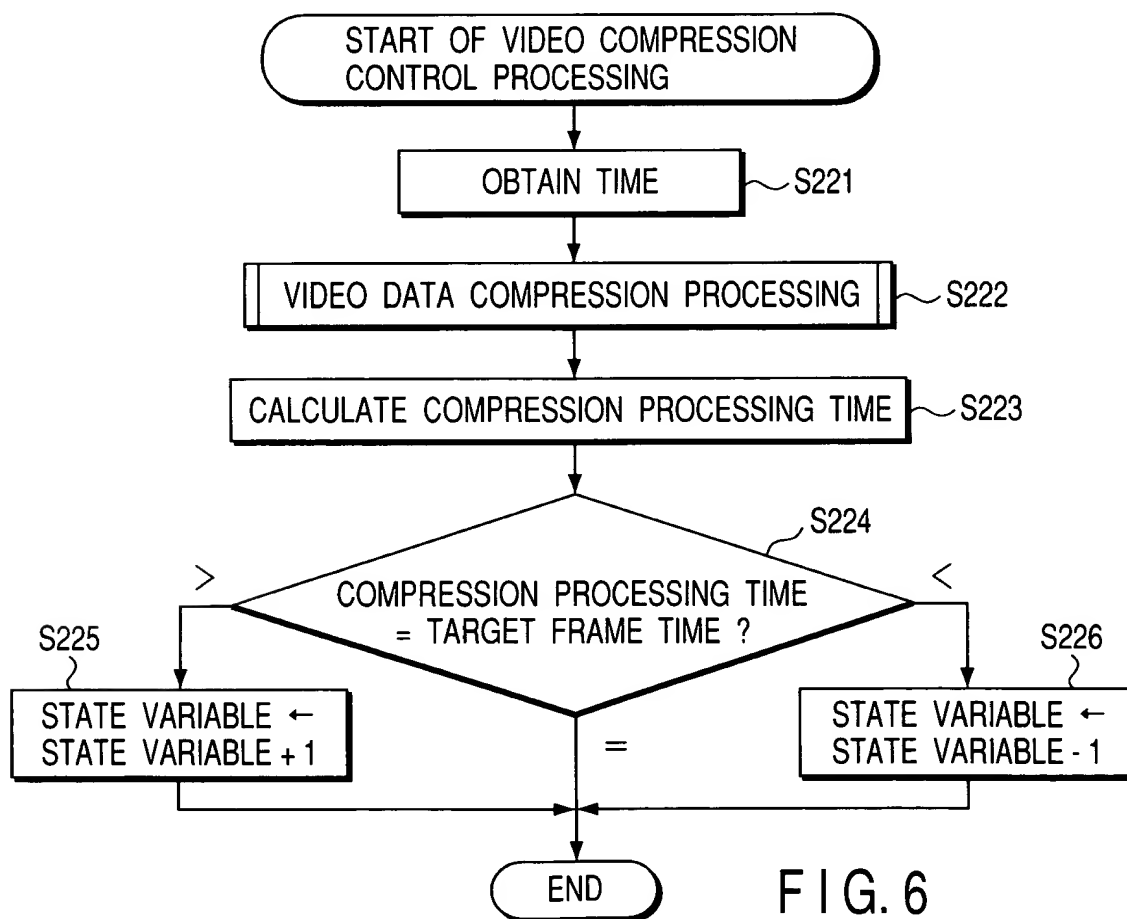 START OF VIDEO COMPRESSION
CONTROL PROCESSING
OBTAIN TIME
S221
VIDEO DATA COMPRESSION PROCESSING
S222
CALCULATE COMPRESSION PROCESSING TIME
S223
S224
>
<
COMPRESSION PROCESSING TIME
= TARGET FRAME TIME ?
S225
STATE VARIABLE ←
STATE VARIABLE + 1
=
S226
STATE VARIABLE ←
STATE VARIABLE - 1
END
FIG. 6